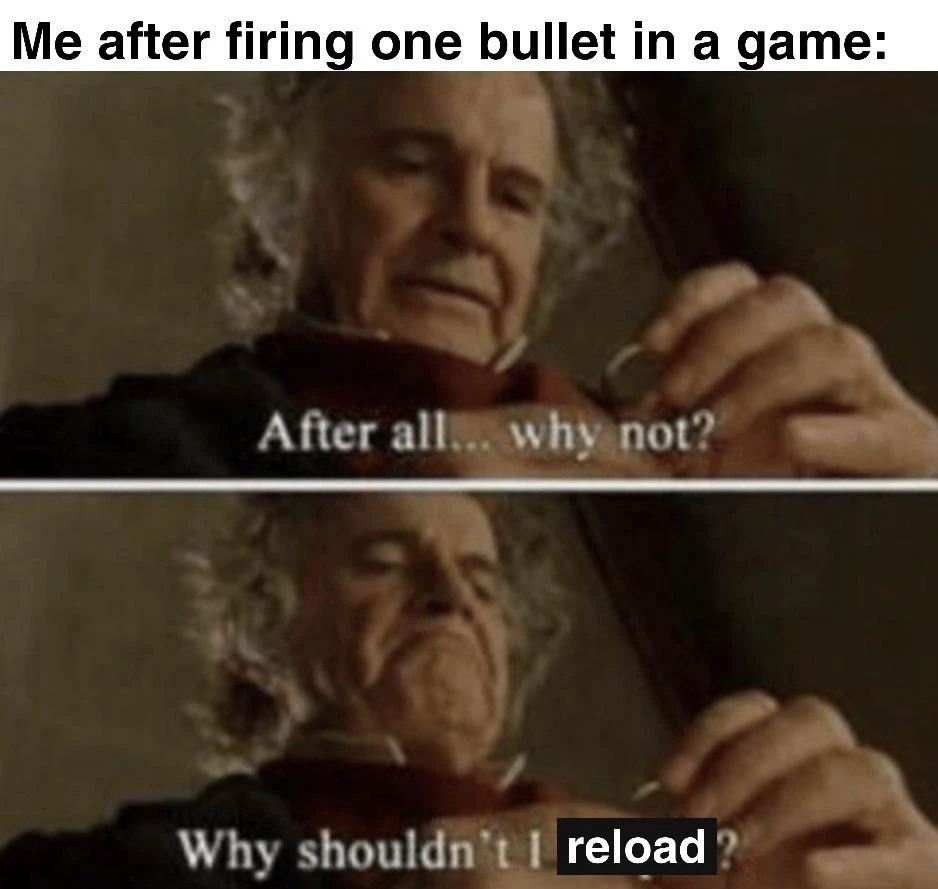 Me after firing one bullet in a game:
After all... why not?
Why shouldn't I reload?